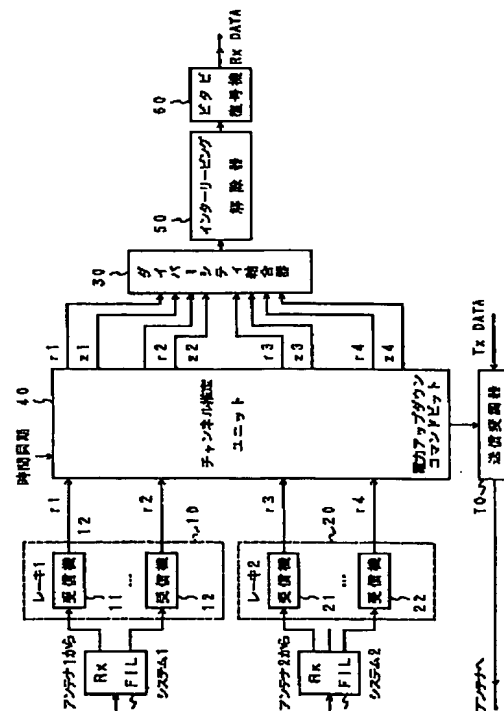 アンテナ1から
Rx
FIL
システム1
レーキ1
受信機
11
...
受信機
12
10
r1
12
r2
アンテナ2から
Rx
FIL
システム2
レーキ2
受信機
21
...
受信機
22
20
r3
r4
時間同期
40
チャンネル推定
ユニット
電力アップダウン
コマンドビット
r1
z1
r2
z2
r3
z3
r4
z4
30
ダイバーシティ結合器
50
インターリービング
解除器
60
ビタビ
復号機
Rx DATA
Tx DATA
送信変調器
70
アンテナへ